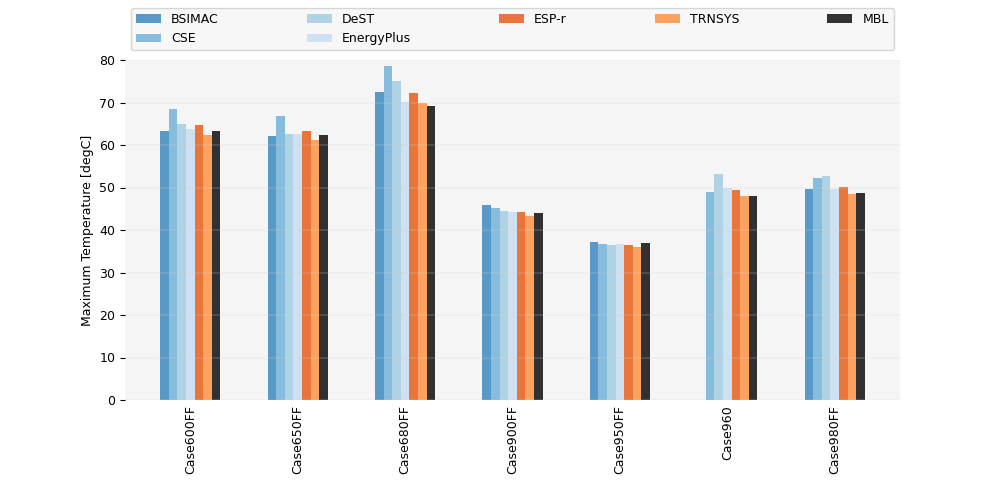 BSIMAC DeST ESP-r TRNSYS MBL
CSE EnergyPlus
Maximum Temperature [degC]
80
70
60
50
40
30
20
10
0
Case600FF
Case650FF
Case680FF
Case900FF
Case950FF
Case960
Case980FF